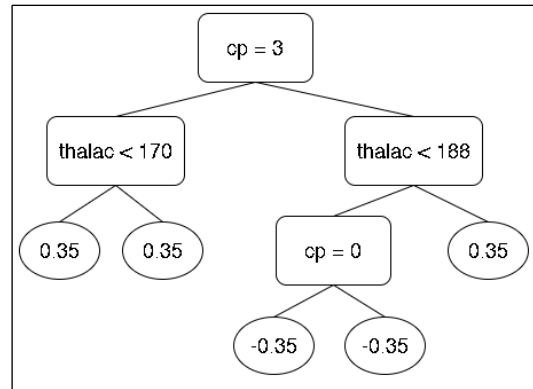 cp = 3
thalac < 170
thalac < 188
0.35
0.35
cp = 0
0.35
-0.35
-0.35